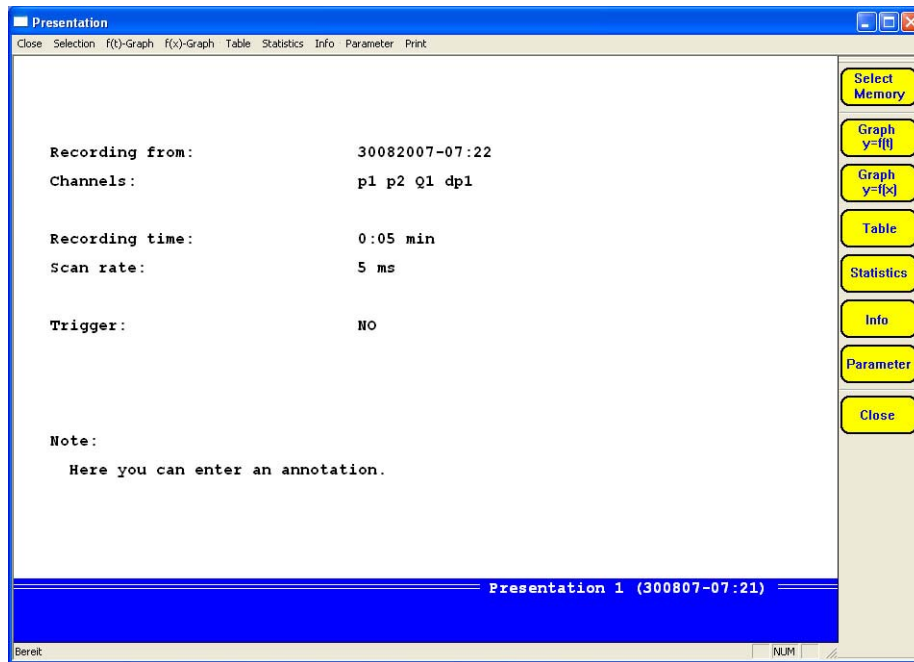 Presentation
Close Selection f(t)-Graph f(x)-Graph Table Statistics Info Parameter Print
Recording from: 30082007-07:22
Channels: p1 p2 Q1 dp1
Recording time: 0:05 min
Scan rate: 5 ms
Trigger: NO
Note:
Here you can enter an annotation.
Presentation 1 (300807-07:21)
Bereit NUM
Select
Memory
Graph
y=f(t)
Graph
y=f(x)
Table
Statistics
Info
Parameter
Close